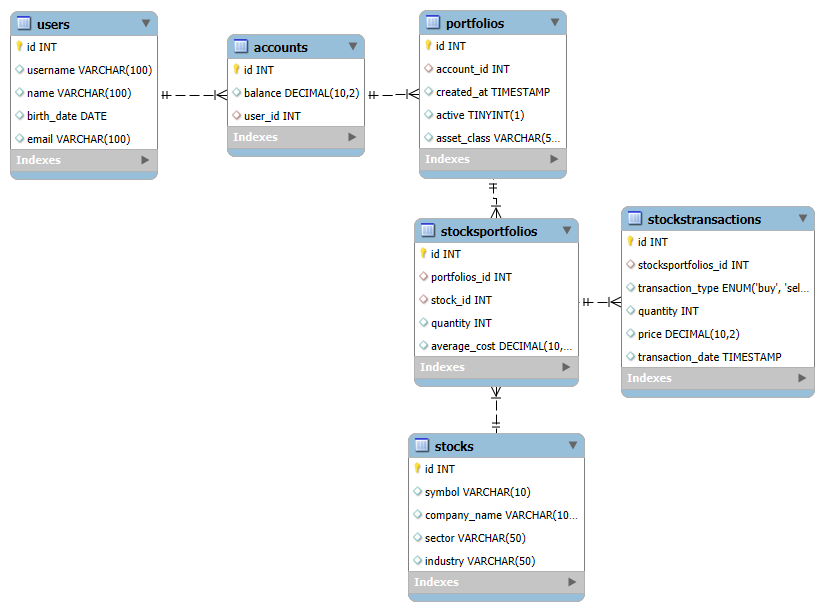 users
id INT
username VARCHAR(100)
name VARCHAR(100)
birth_date DATE
email VARCHAR(100)
Indexes
accounts
id INT
balance DECIMAL(10,2)
user_id INT
Indexes
portfolios
id INT
account_id INT
created_at TIMESTAMP
active TINYINT(1)
asset_class VARCHAR(5...
Indexes
stocksportfolios
id INT
portfolios_id INT
stock_id INT
quantity INT
average_cost DECIMAL(10,...
Indexes
stockstransactions
id INT
stocksportfolios_id INT
transaction_type ENUM('buy', 'sel...
quantity INT
price DECIMAL(10,2)
transaction_date TIMESTAMP
Indexes
stocks
id INT
symbol VARCHAR(10)
company_name VARCHAR(10...
sector VARCHAR(50)
industry VARCHAR(50)
Indexes